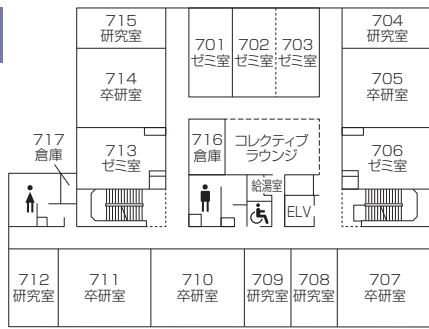 715
研究室
701
ゼミ室
702
ゼミ室
703
ゼミ室
704
研究室
714
卒研室
705
卒研室
717
倉庫
713
ゼミ室
716
倉庫
コレクティブ
ラウンジ
706
ゼミ室
給湯室
ELV
712
研究室
711
卒研室
710
卒研室
709
研究室
708
研究室
707
卒研室